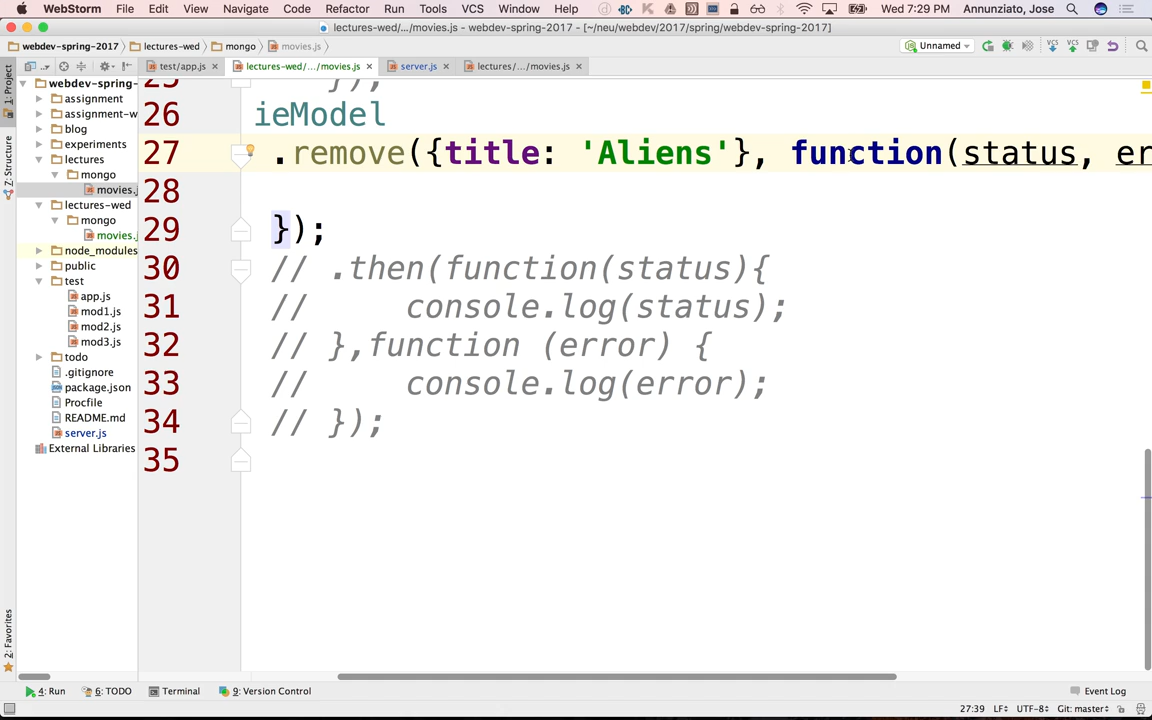 WebStorm File Edit View Navigate Code Refactor Run Tools VCS Window Help Wed 7:29 PM Annunziato, Jose
lectures-wed/.../movies.js - webdev-spring-2017 - [~/neu/webdev/2017/spring/webdev-spring-2017]
webdev-spring-2017 lectures-wed mongo movies.js Unnamed
test/app.js lectures-wed/.../movies.js server.js lectures/.../movies.js
1: Project
7: Structure
2: Favorites
webdev-spring-
assignment
assignment-w
blog
experiments
lectures
mongo
movies.
lectures-wed
mongo
movies.
node_modules
public
test
app.js
mod1.js
mod2.js
mod3.js
todo
.gitignore
package.json
Procfile
README.md
server.js
External Libraries
25 });
26 ieModel
27 .remove({title: 'Aliens'}, function(status, er
28
29 });
30 // .then(function(status){
31 // console.log(status);
32 // },function (error) {
33 // console.log(error);
34 // });
35
4: Run 6: TODO Terminal 9: Version Control Event Log
27:39 LF÷ UTF-8÷ Git: master÷